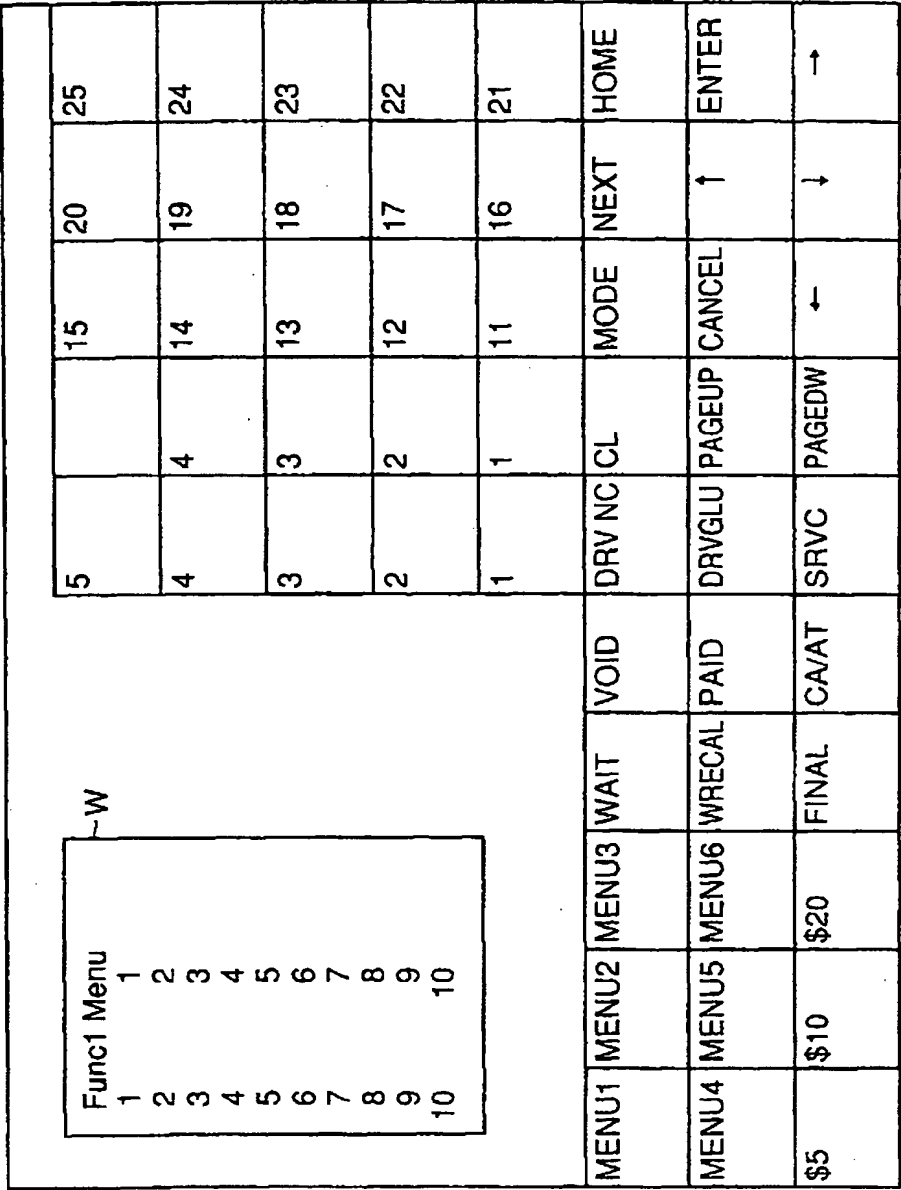 Func1 Menu
1 1
2 2
3 3
4 4
5 5
6 6
7 7
8 8
9 9
10 10
~W
5 15 20 25
4 4 14 19 24
3 3 13 18 23
2 2 12 17 22
1 1 11 16 21
MENU1 MENU2 MENU3 WAIT VOID DRV NC CL MODE NEXT HOME
MENU4 MENU5 MENU6 WRECAL PAID DRVGLU PAGEUP CANCEL ↑ ENTER
$5 $10 $20 FINAL CA/AT SRVC PAGEDW ← ↓ →